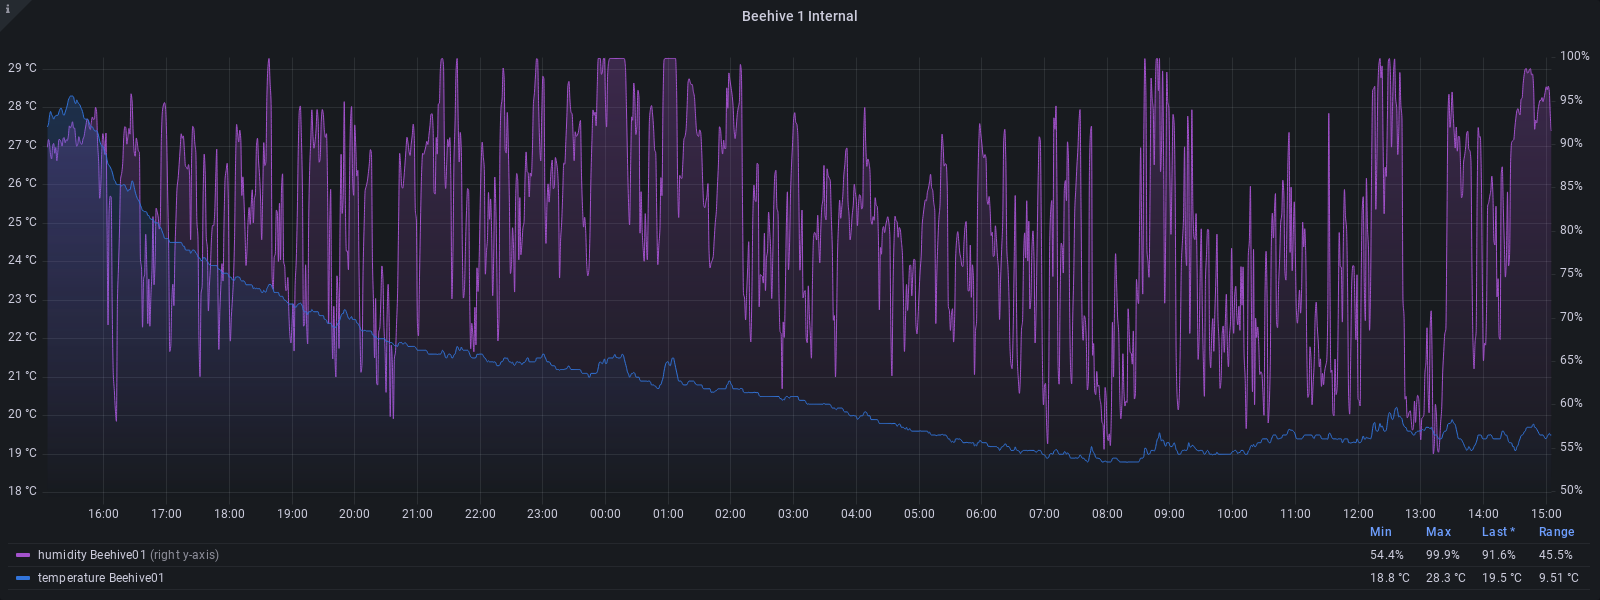 i
Beehive 1 Internal
29 °C
28 °C
27 °C
26 °C
25 °C
24 °C
23 °C
22 °C
21 °C
20 °C
19 °C
18 °C
100%
95%
90%
85%
80%
75%
70%
65%
60%
55%
50%
16:00 17:00 18:00 19:00 20:00 21:00 22:00 23:00 00:00 01:00 02:00 03:00 04:00 05:00 06:00 07:00 08:00 09:00 10:00 11:00 12:00 13:00 14:00 15:00
Min Max Last * Range
humidity Beehive01 (right y-axis) 54.4% 99.9% 91.6% 45.5%
temperature Beehive01 18.8 °C 28.3 °C 19.5 °C 9.51 °C